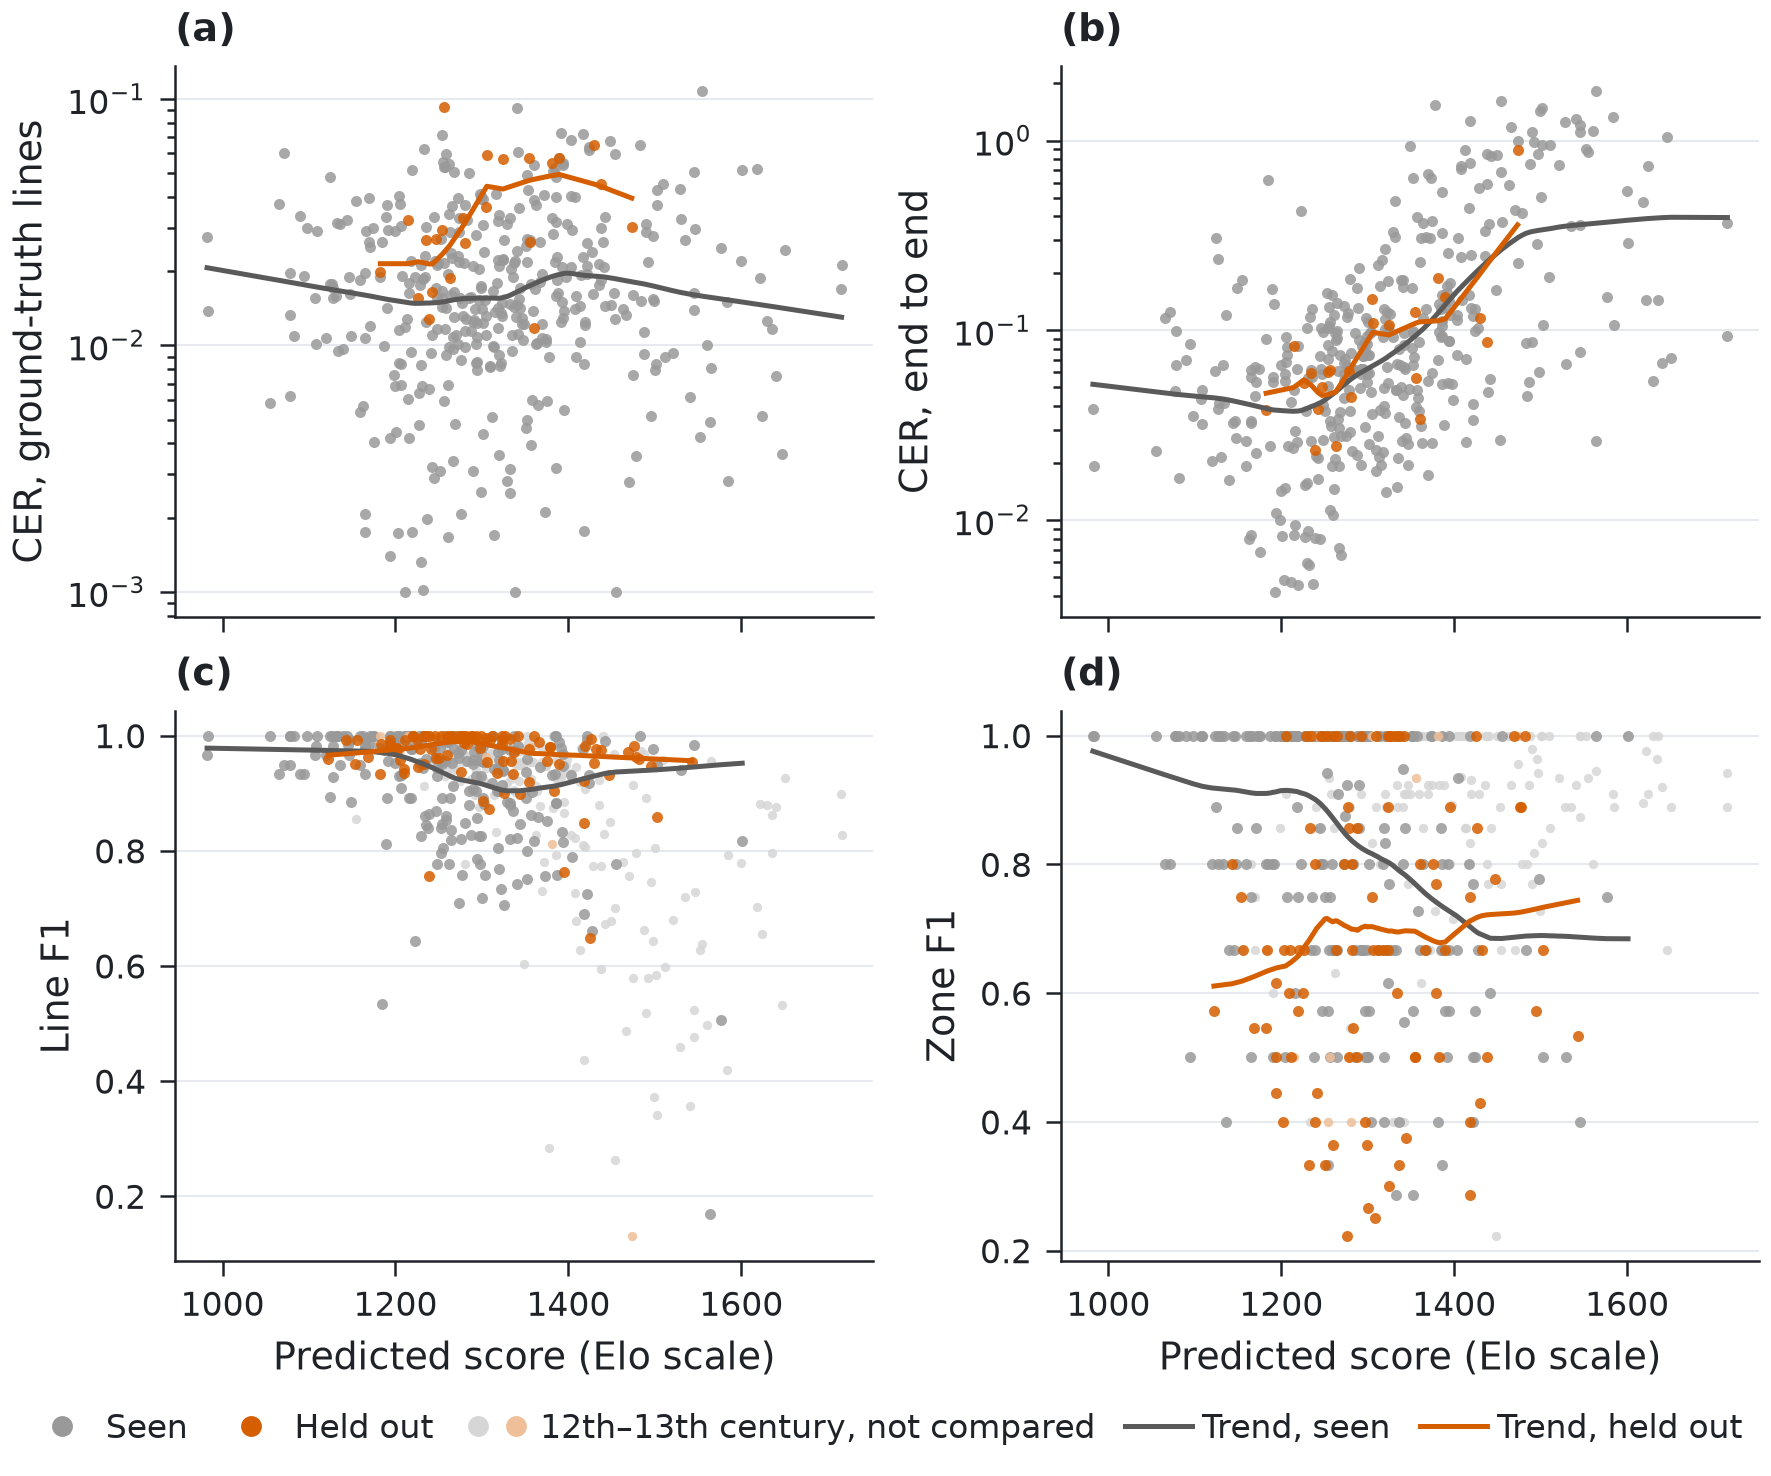 (a)
(b)
CER, ground-truth lines
10⁻¹
10⁻²
10⁻³
CER, end to end
10⁰
10⁻¹
10⁻²
(c)
(d)
Line F1
1.0
0.8
0.6
0.4
0.2
Zone F1
1.0
0.8
0.6
0.4
0.2
1000 1200 1400 1600
1000 1200 1400 1600
Predicted score (Elo scale)
Predicted score (Elo scale)
Seen Held out 12th–13th century, not compared Trend, seen Trend, held out